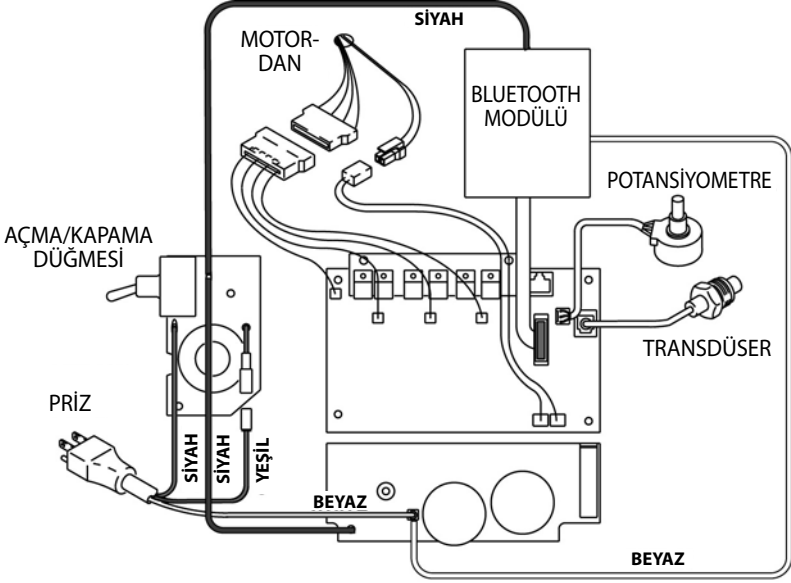 SİYAH
MOTOR-
DAN
BLUETOOTH
MODÜLÜ
POTANSİYOMETRE
AÇMA/KAPAMA
DÜĞMESİ
TRANSDÜSER
PRİZ
SİYAH
SİYAH
YEŞİL
BEYAZ
BEYAZ